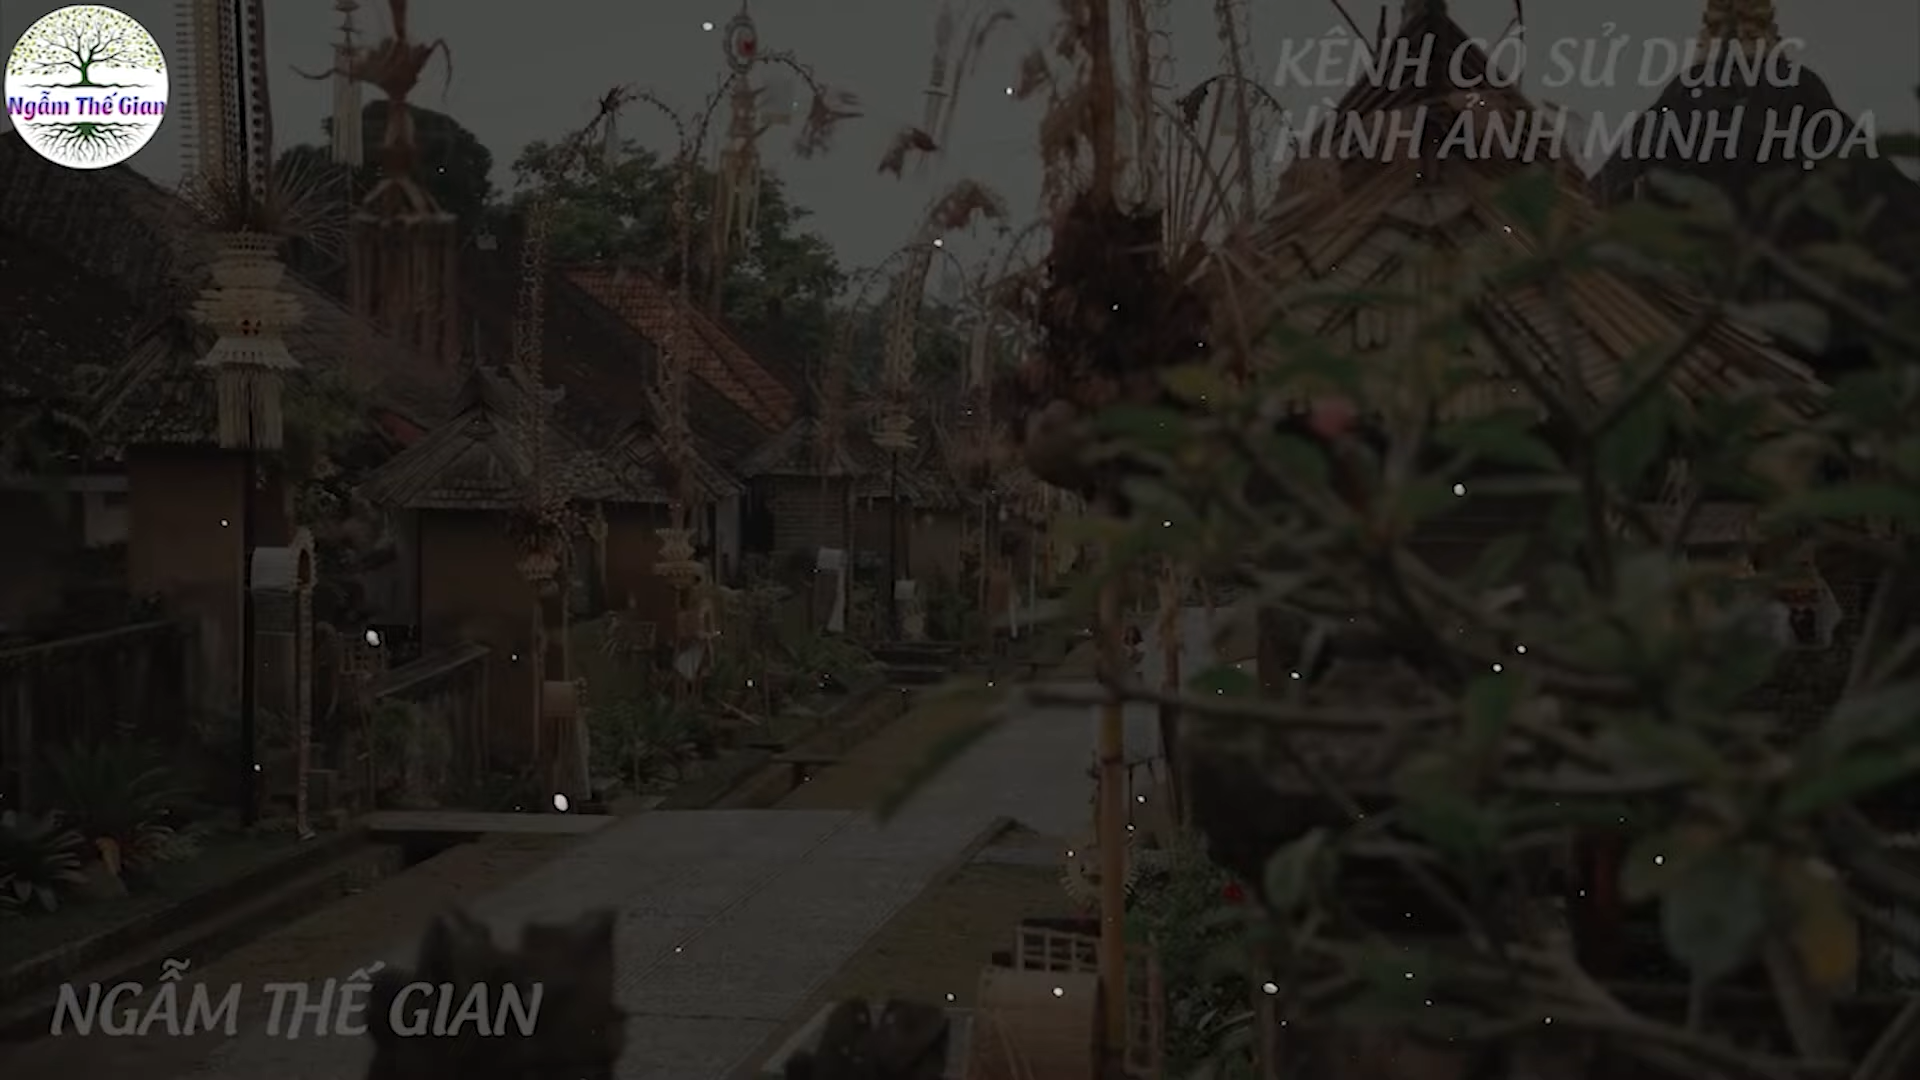 Ngẫm Thế Gian
KÊNH CÓ SỬ DỤNG
HÌNH ẢNH MINH HỌA
NGẪM THẾ GIAN